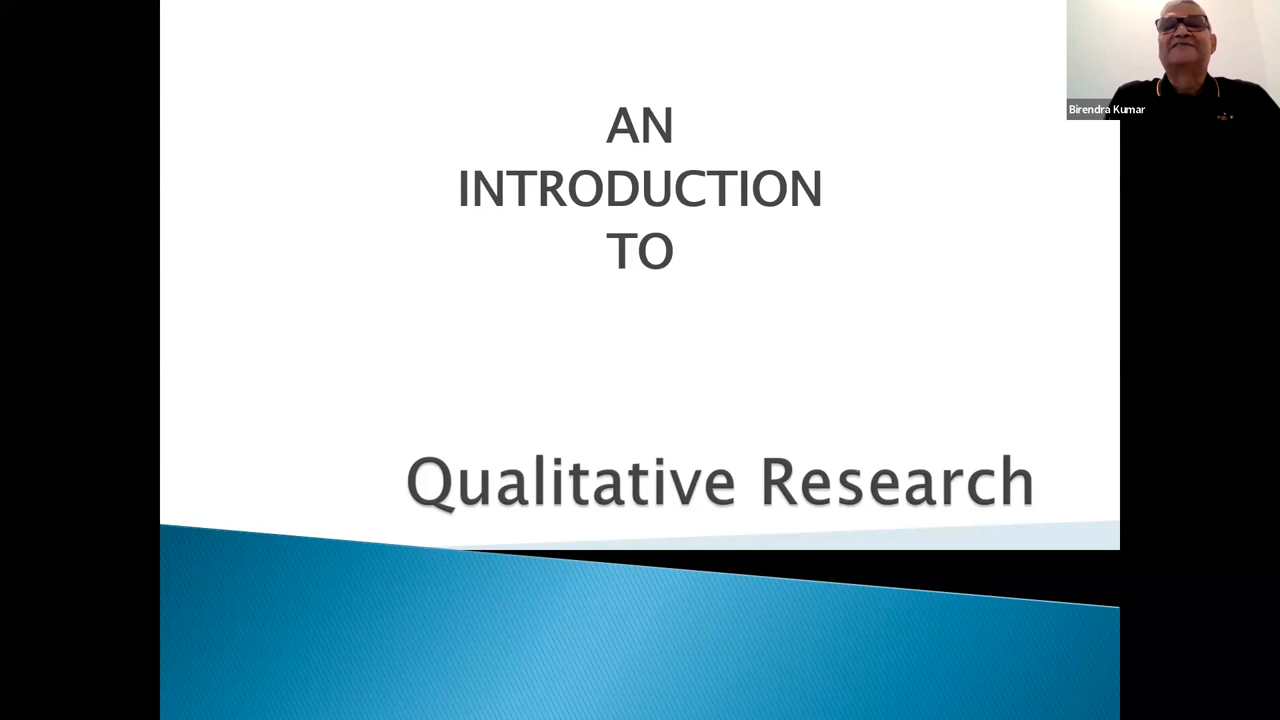 AN
INTRODUCTION
TO
Qualitative Research
Birendra Kumar